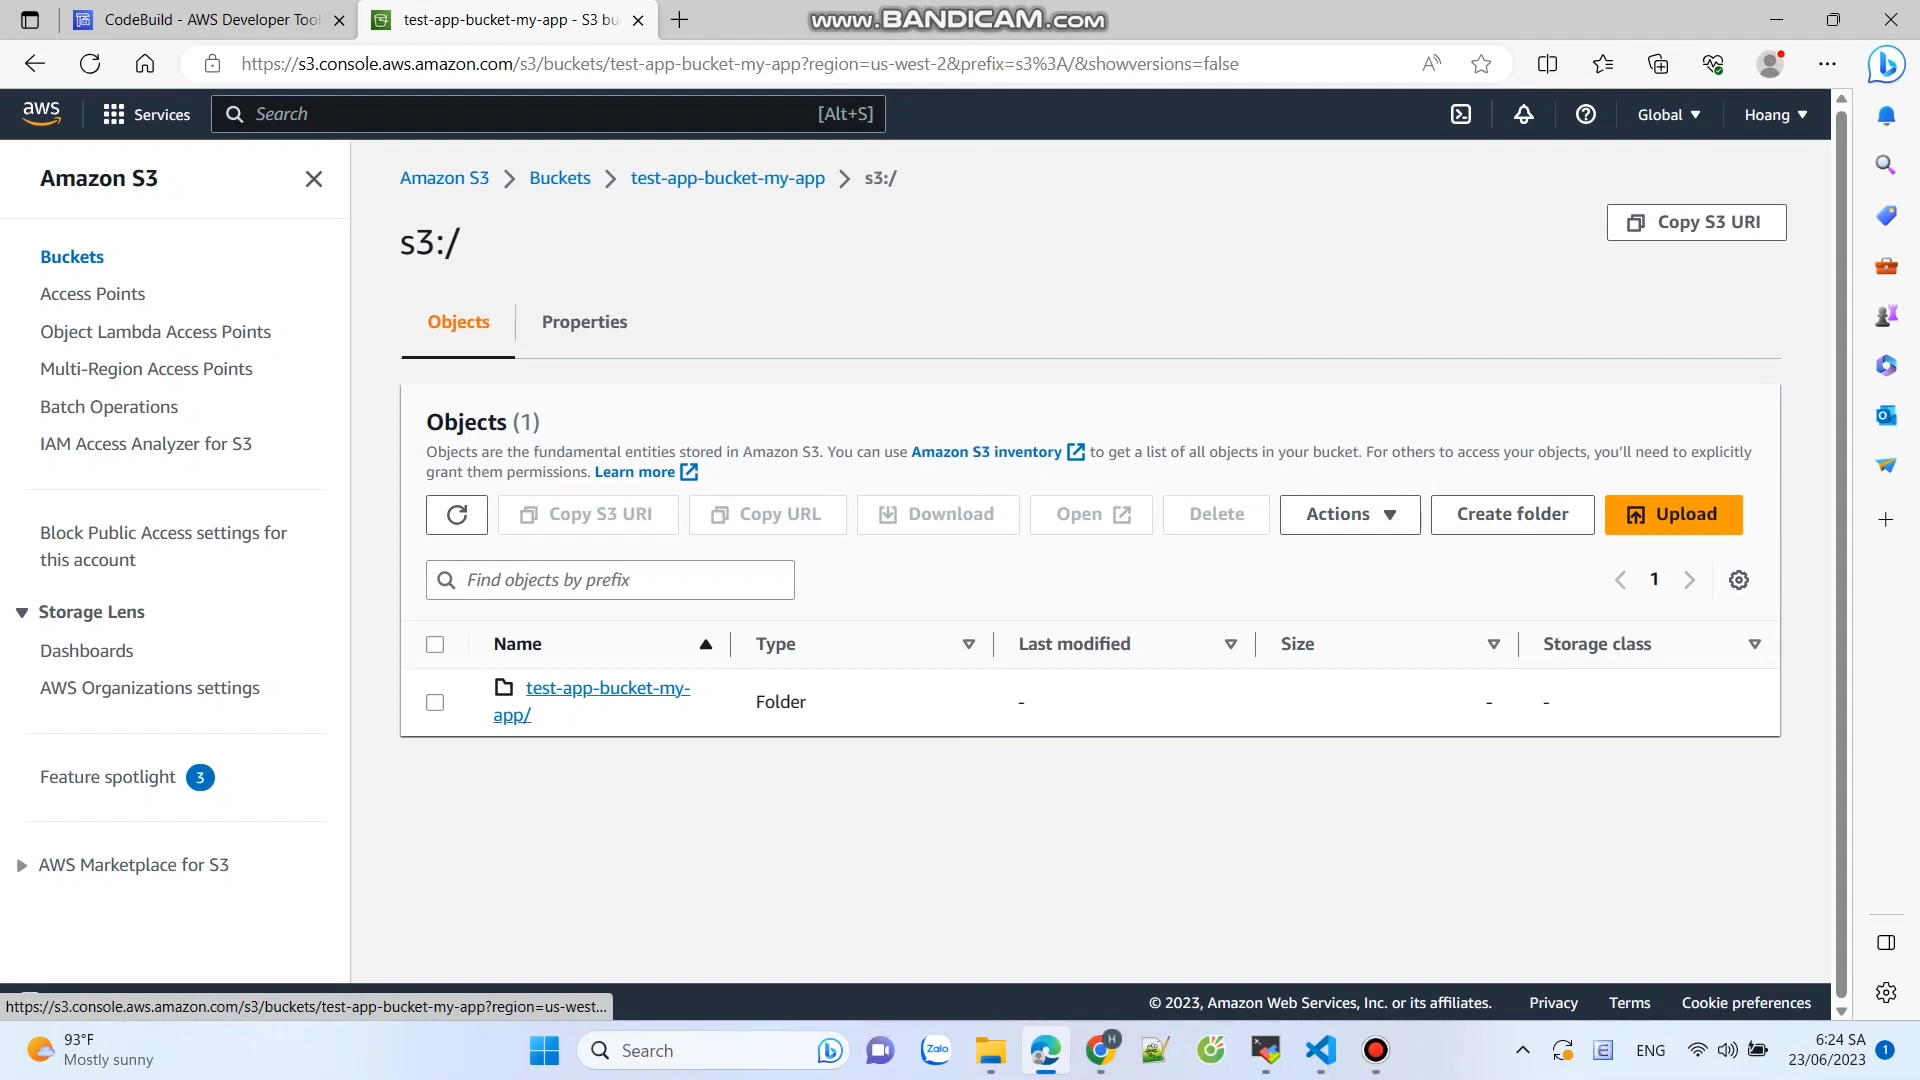 CodeBuild - AWS Developer Tool
test-app-bucket-my-app - S3 bu
www.BANDICAM.com
https://s3.console.aws.amazon.com/s3/buckets/test-app-bucket-my-app?region=us-west-2&prefix=s3%3A/&showversions=false
aws
Services
Search
[Alt+S]
Global
Hoang
Amazon S3
Buckets
Access Points
Object Lambda Access Points
Multi-Region Access Points
Batch Operations
IAM Access Analyzer for S3
Block Public Access settings for
this account
Storage Lens
Dashboards
AWS Organizations settings
Feature spotlight 3
AWS Marketplace for S3
Amazon S3 Buckets test-app-bucket-my-app s3:/
s3:/
Copy S3 URI
Objects
Properties
Objects (1)
Objects are the fundamental entities stored in Amazon S3. You can use Amazon S3 inventory to get a list of all objects in your bucket. For others to access your objects, you'll need to explicitly
grant them permissions. Learn more
Copy S3 URI
Copy URL
Download
Open
Delete
Actions
Create folder
Upload
Find objects by prefix
1
Name Type Last modified Size Storage class
test-app-bucket-my-
app/
Folder - - -
https://s3.console.aws.amazon.com/s3/buckets/test-app-bucket-my-app?region=us-west...
© 2023, Amazon Web Services, Inc. or its affiliates. Privacy Terms Cookie preferences
93°F
Mostly sunny
Search
Zalo
H
ENG
6:24 SA
23/06/2023
1